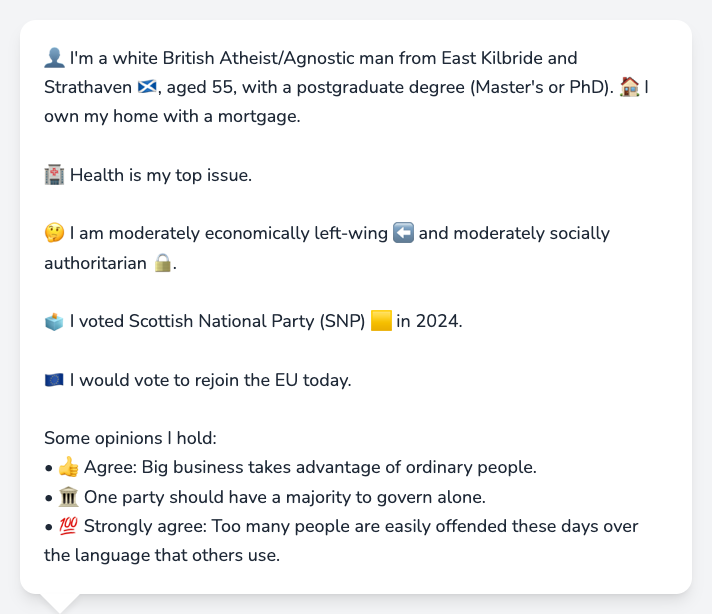 👤 I'm a white British Atheist/Agnostic man from East Kilbride and
Strathaven 🏴󠁧󠁢󠁳󠁣󠁴󠁿, aged 55, with a postgraduate degree (Master's or PhD). 🏠 I
own my home with a mortgage.
🏥 Health is my top issue.
🤔 I am moderately economically left-wing ⬅️ and moderately socially
authoritarian 🔒.
🗳️ I voted Scottish National Party (SNP) 🟨 in 2024.
🇪🇺 I would vote to rejoin the EU today.
Some opinions I hold:
• 👍 Agree: Big business takes advantage of ordinary people.
• 🏛️ One party should have a majority to govern alone.
• 💯 Strongly agree: Too many people are easily offended these days over
the language that others use.